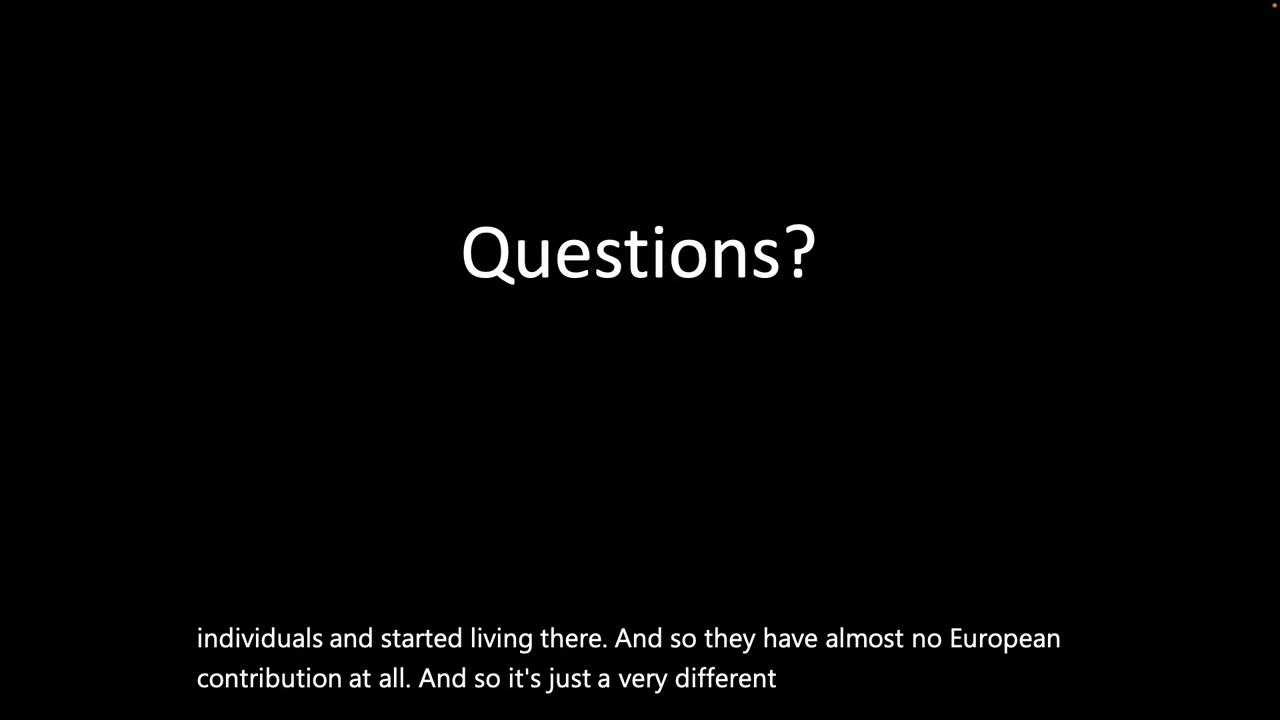 Questions?
individuals and started living there. And so they have almost no European
contribution at all. And so it's just a very different